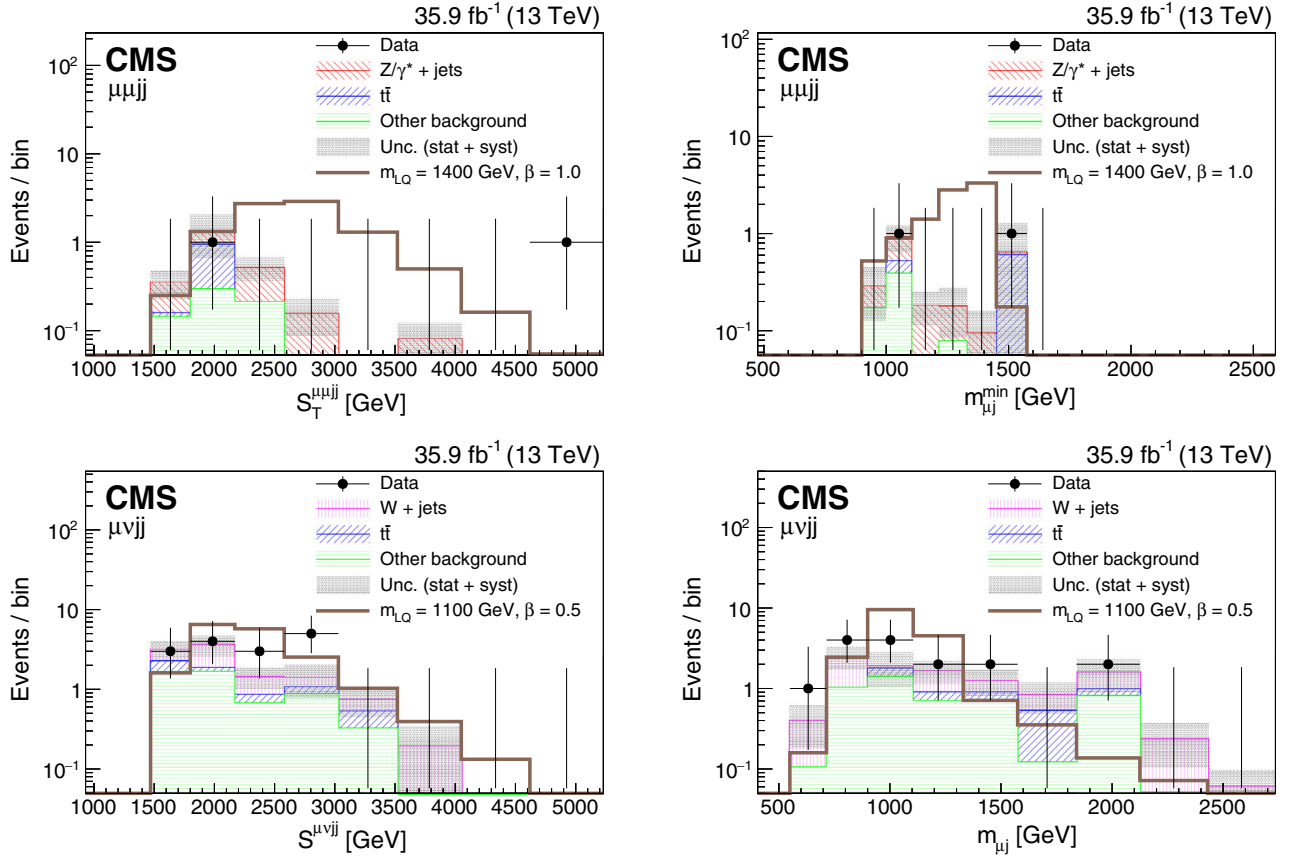 35.9 fb⁻¹ (13 TeV)
CMS
μμjj
Data
Z/γ* + jets
tt̄
Other background
Unc. (stat + syst)
m_LQ = 1400 GeV, β = 1.0
Events / bin
10²
10
1
10⁻¹
1000 1500 2000 2500 3000 3500 4000 4500 5000
S_T^μμjj [GeV]
35.9 fb⁻¹ (13 TeV)
CMS
μμjj
Data
Z/γ* + jets
tt̄
Other background
Unc. (stat + syst)
m_LQ = 1400 GeV, β = 1.0
Events / bin
10²
10
1
10⁻¹
500 1000 1500 2000 2500
m_μj^min [GeV]
35.9 fb⁻¹ (13 TeV)
CMS
μνjj
Data
W + jets
tt̄
Other background
Unc. (stat + syst)
m_LQ = 1100 GeV, β = 0.5
Events / bin
10²
10
1
10⁻¹
1000 1500 2000 2500 3000 3500 4000 4500 5000
S^μνjj [GeV]
35.9 fb⁻¹ (13 TeV)
CMS
μνjj
Data
W + jets
tt̄
Other background
Unc. (stat + syst)
m_LQ = 1100 GeV, β = 0.5
Events / bin
10²
10
1
10⁻¹
500 1000 1500 2000 2500
m_μj [GeV]